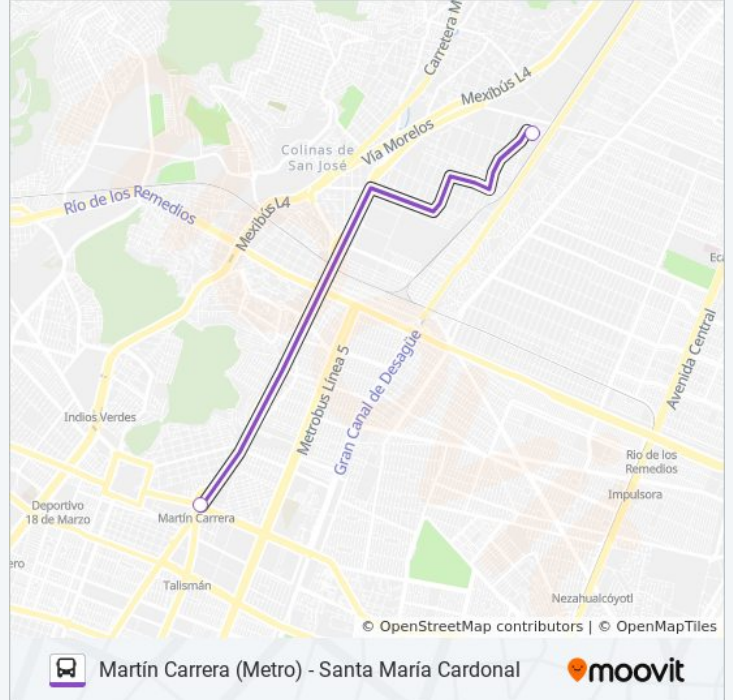 Carretera M
Mexibús L4
Vía Morelos
Colinas de
San José
Río de los Remedios
Mexibús L4
Ec
Avenida Central
Metrobus Línea 5
Gran Canal de Desagüe
Indios Verdes
Rio de los
Remedios
Impulsora
Deportivo
18 de Marzo
Martín Carrera
ero
Talismán
Nezahualcóyotl
© OpenStreetMap contributors | © OpenMapTiles
Martín Carrera (Metro) - Santa María Cardonal
moovit